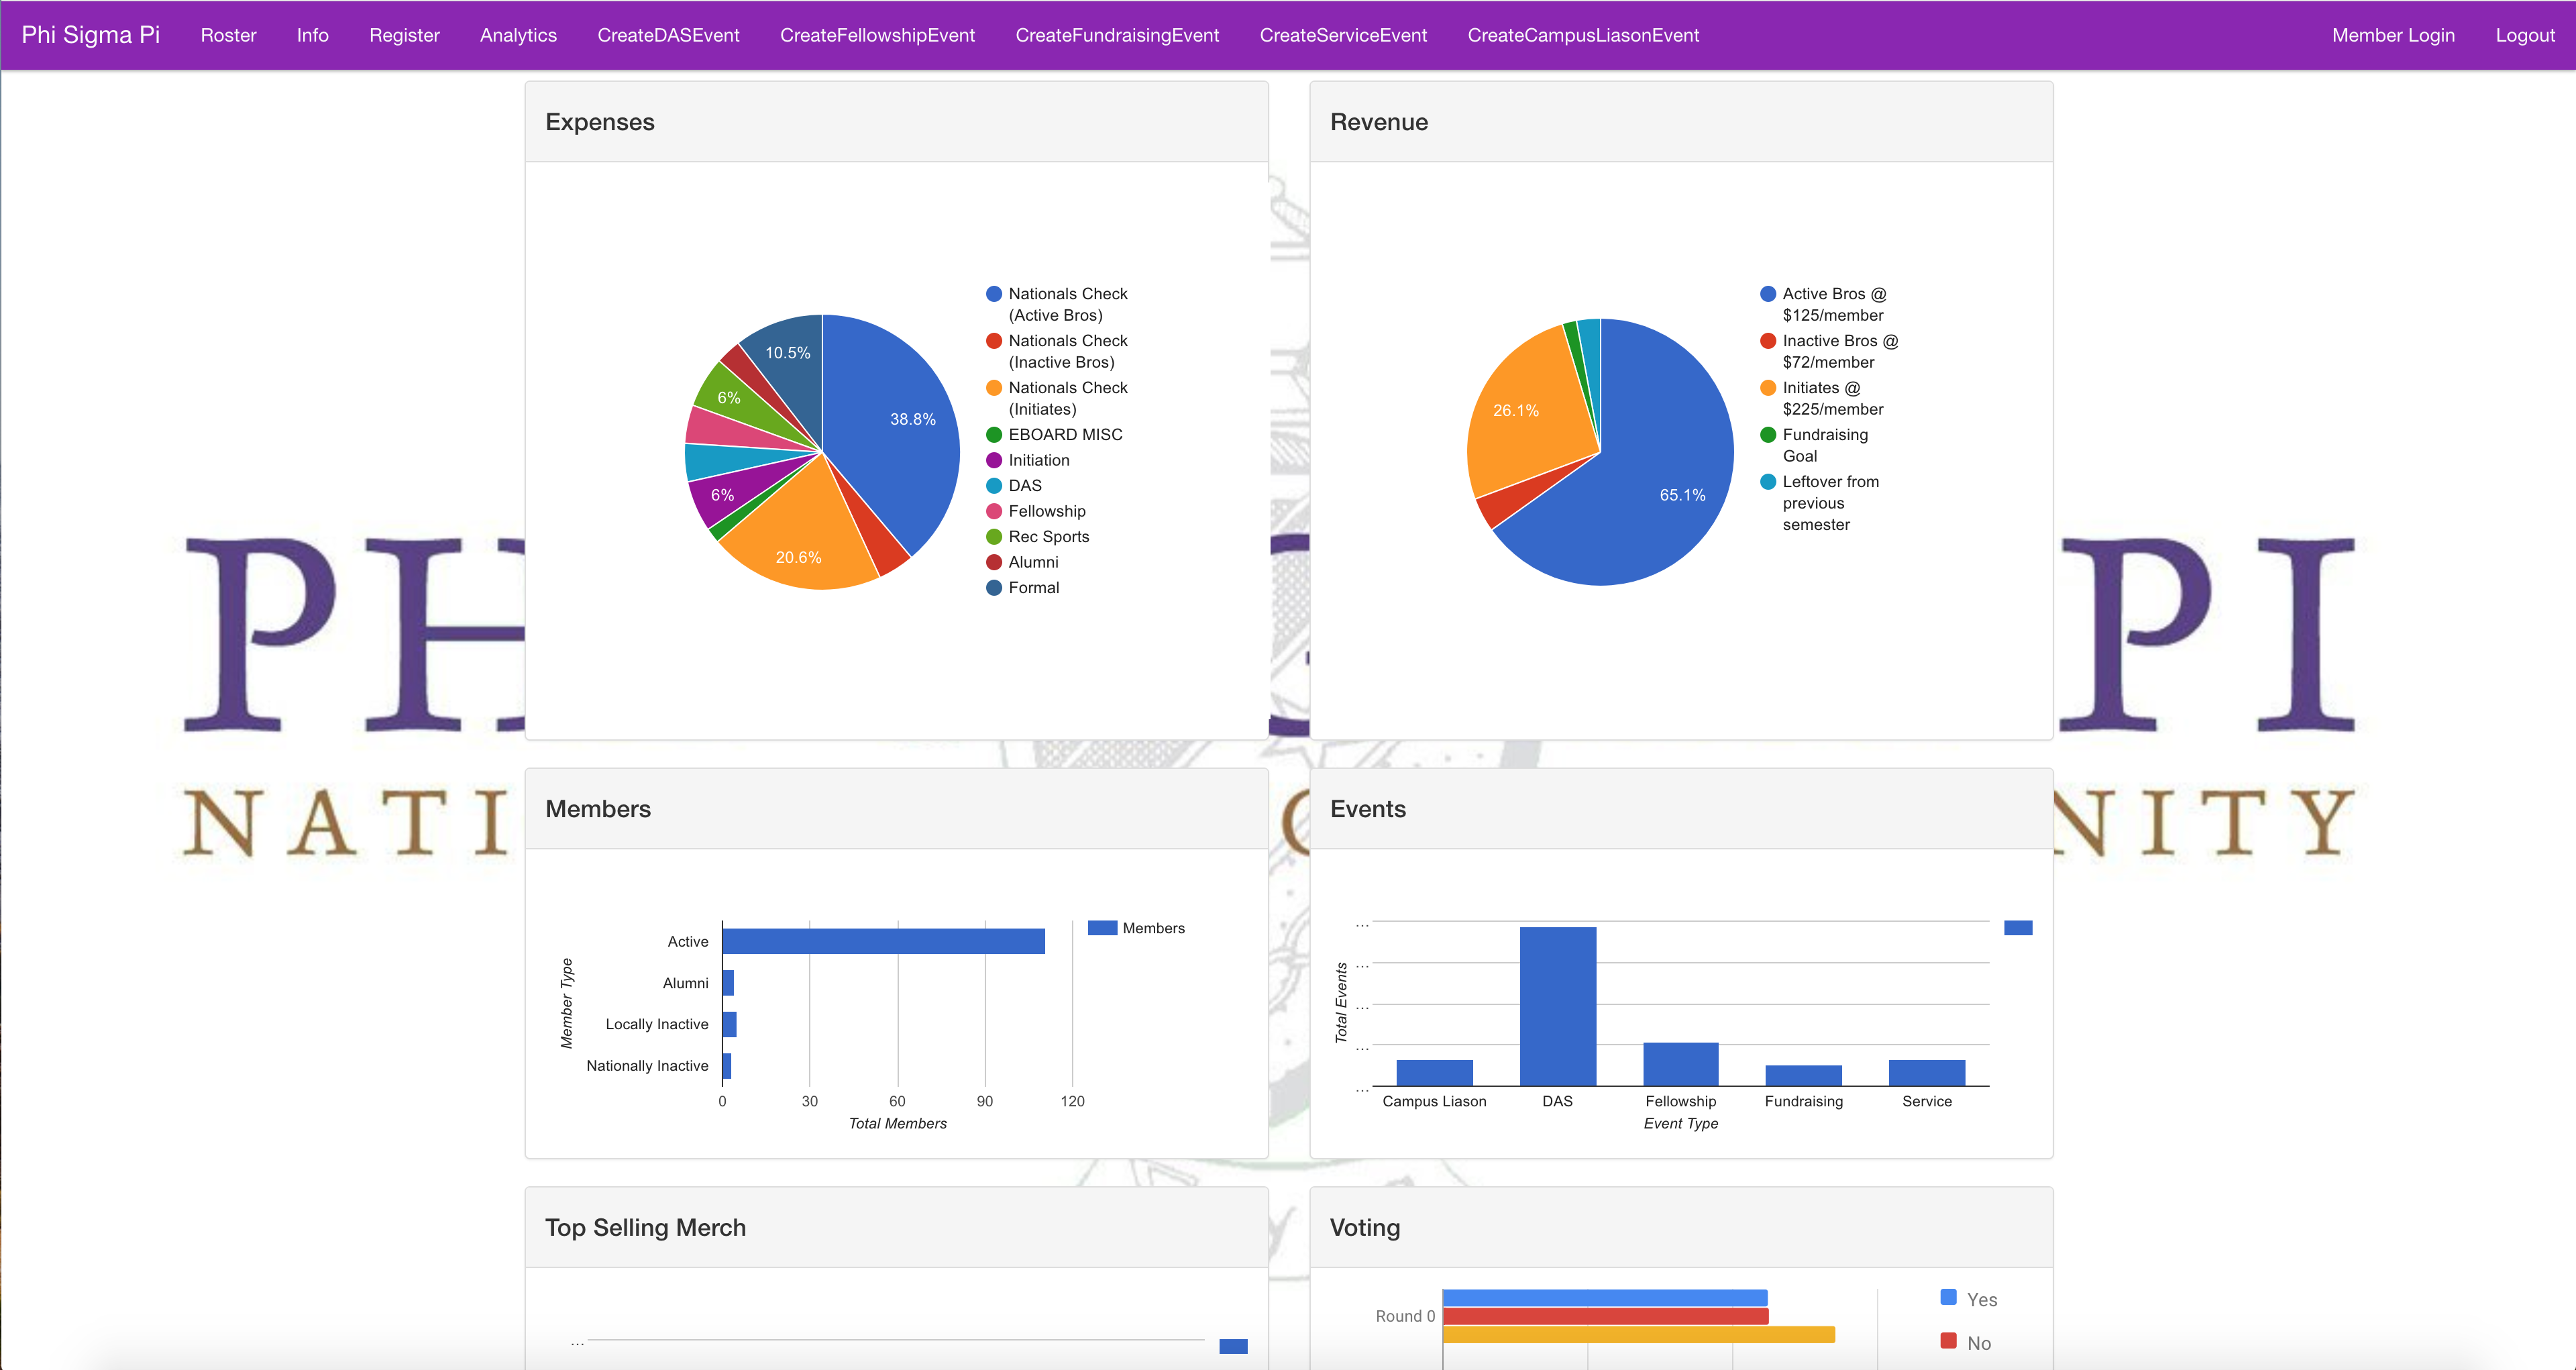 Phi Sigma Pi Roster Info Register Analytics CreateDASEvent CreateFellowshipEvent CreateFundraisingEvent CreateServiceEvent CreateCampusLiasonEvent Member Login Logout
Expenses
Nationals Check
(Active Bros)
Nationals Check
(Inactive Bros)
Nationals Check
(Initiates)
EBOARD MISC
Initiation
DAS
Fellowship
Rec Sports
Alumni
Formal
10.5%
38.8%
6%
6%
20.6%
Revenue
Active Bros @
$125/member
Inactive Bros @
$72/member
Initiates @
$225/member
Fundraising
Goal
Leftover from
previous
semester
26.1%
65.1%
PH
PI
NATI
NITY
Members
Member Type
Active
Alumni
Locally Inactive
Nationally Inactive
0 30 60 90 120
Total Members
Members
Events
Total Events
...
...
...
...
...
Campus Liason DAS Fellowship Fundraising Service
Event Type
Top Selling Merch
...
Voting
Round 0
Yes
No